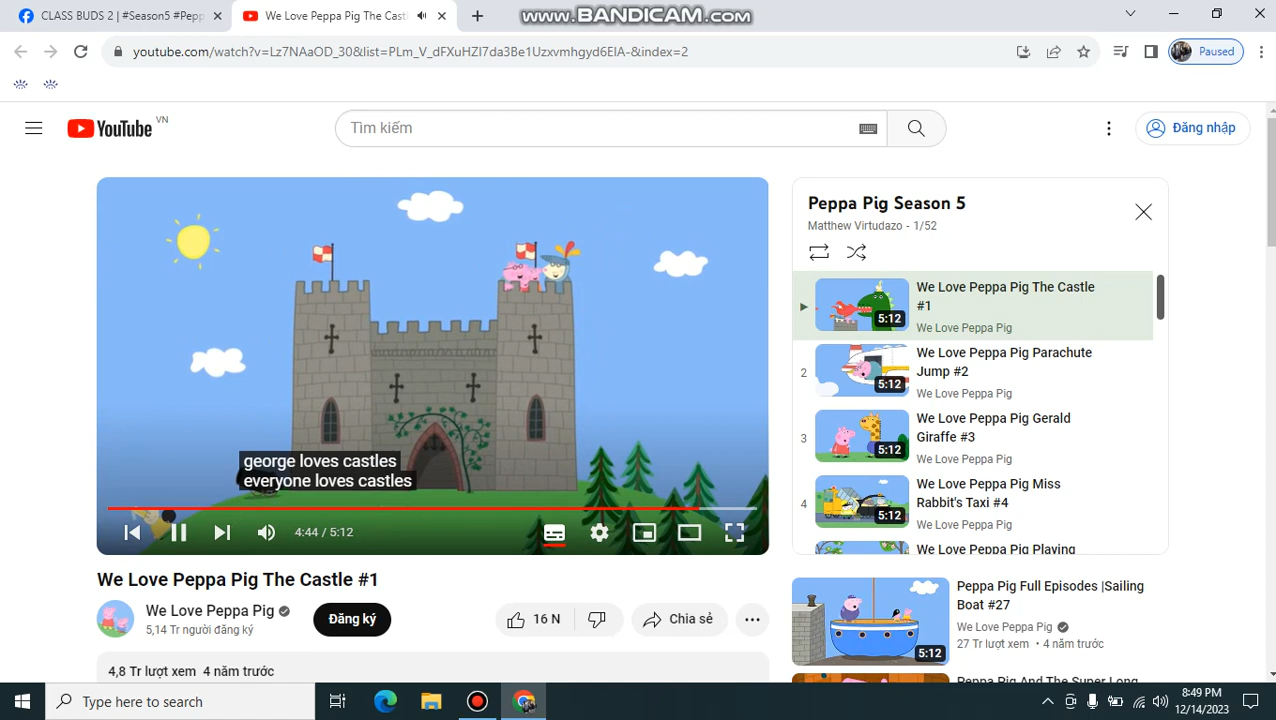 CLASS BUDS 2 | #Season5 #Pepp
We Love Peppa Pig The Castl
www.BANDICAM.com
youtube.com/watch?v=Lz7NAaOD_30&list=PLm_V_dFXuHZI7da3Be1Uzxvmhgyd6EIA-&index=2
Paused
YouTube VN
Tìm kiếm
Đăng nhập
george loves castles
everyone loves castles
4:44 / 5:12
We Love Peppa Pig The Castle #1
We Love Peppa Pig
5,14 Tr người đăng ký
Đăng ký
16 N
Chia sẻ
4,8 Tr lượt xem 4 năm trước
Peppa Pig Season 5
Matthew Virtudazo - 1/52
5:12
We Love Peppa Pig The Castle
#1
We Love Peppa Pig
2
5:12
We Love Peppa Pig Parachute
Jump #2
We Love Peppa Pig
3
5:12
We Love Peppa Pig Gerald
Giraffe #3
We Love Peppa Pig
4
5:12
We Love Peppa Pig Miss
Rabbit's Taxi #4
We Love Peppa Pig
We Love Peppa Pig Playing
5:12
Peppa Pig Full Episodes |Sailing
Boat #27
We Love Peppa Pig
27 Tr lượt xem • 4 năm trước
Peppa Pig And The Super Long
Type here to search
8:49 PM
12/14/2023